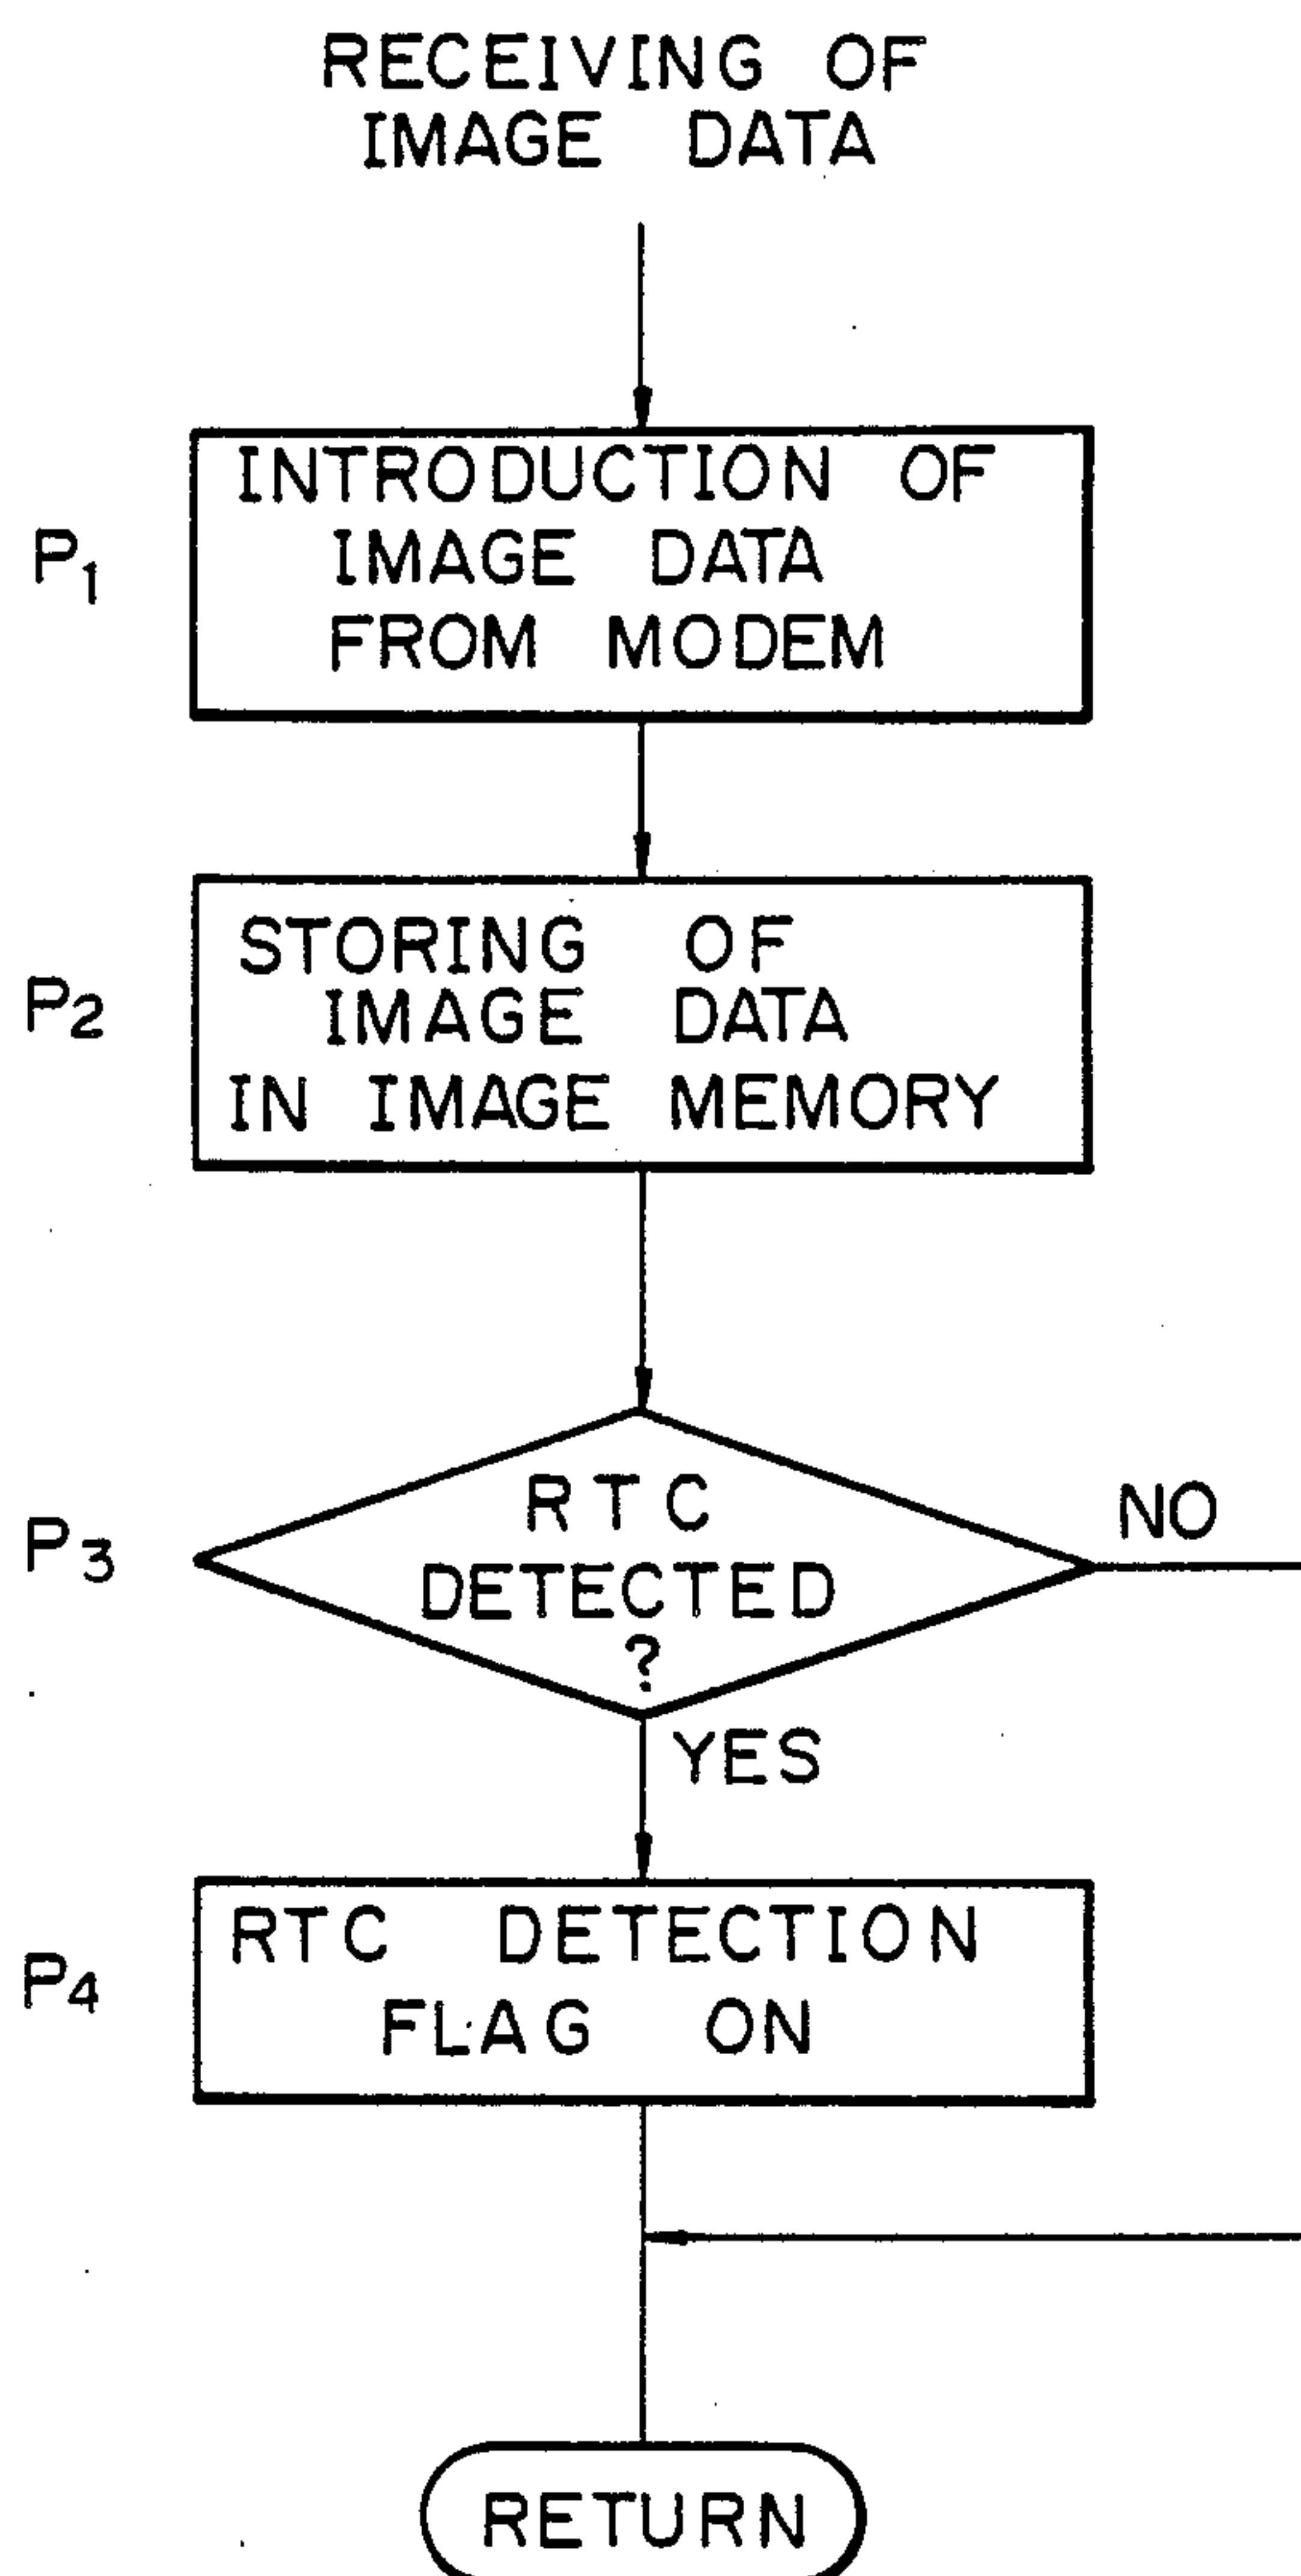 RECEIVING OF
IMAGE DATA
P1
INTRODUCTION OF
IMAGE DATA
FROM MODEM
P2
STORING OF
IMAGE DATA
IN IMAGE MEMORY
P3
RTC
DETECTED
?
NO
YES
P4
RTC DETECTION
FLAG ON
RETURN